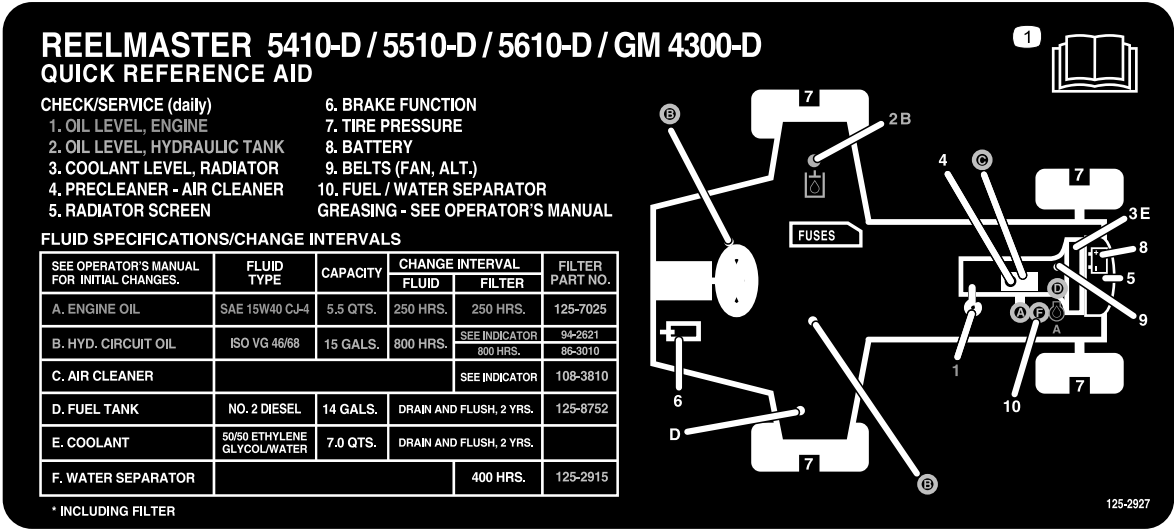 REELMASTER 5410-D / 5510-D / 5610-D / GM 4300-D
QUICK REFERENCE AID
CHECK/SERVICE (daily)
1. OIL LEVEL, ENGINE
2. OIL LEVEL, HYDRAULIC TANK
3. COOLANT LEVEL, RADIATOR
4. PRECLEANER - AIR CLEANER
5. RADIATOR SCREEN
6. BRAKE FUNCTION
7. TIRE PRESSURE
8. BATTERY
9. BELTS (FAN, ALT.)
10. FUEL / WATER SEPARATOR
GREASING - SEE OPERATOR'S MANUAL
FLUID SPECIFICATIONS/CHANGE INTERVALS
SEE OPERATOR'S MANUAL FOR INITIAL CHANGES. FLUID TYPE CAPACITY CHANGE INTERVAL FLUID FILTER FILTER PART NO.
A. ENGINE OIL SAE 15W40 CJ-4 5.5 QTS. 250 HRS. 250 HRS. 125-7025
B. HYD. CIRCUIT OIL ISO VG 46/68 15 GALS. 800 HRS. SEE INDICATOR 94-2621
800 HRS. 86-3010
C. AIR CLEANER SEE INDICATOR 108-3810
D. FUEL TANK NO. 2 DIESEL 14 GALS. DRAIN AND FLUSH, 2 YRS. 125-8752
E. COOLANT 50/50 ETHYLENE GLYCOL/WATER 7.0 QTS. DRAIN AND FLUSH, 2 YRS.
F. WATER SEPARATOR 400 HRS. 125-2915
* INCLUDING FILTER
1
7
B
2 B
4
C
7
3 E
FUSES
8
5
D
A
F
A
9
1
6
10
7
D
7
B
125-2927